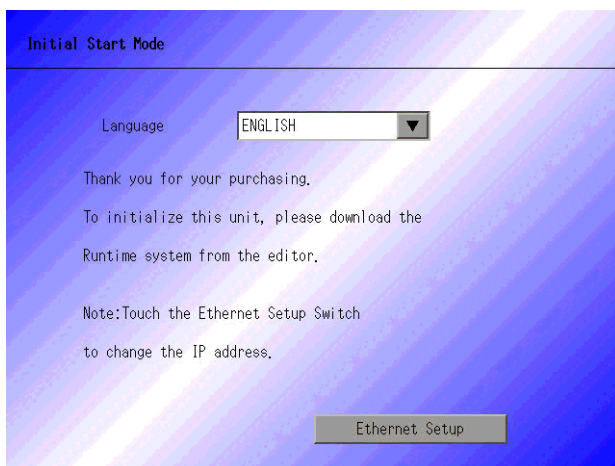 Initial Start Mode
Language ENGLISH
Thank you for your purchasing.
To initialize this unit, please download the
Runtime system from the editor.
Note:Touch the Ethernet Setup Switch
to change the IP address.
Ethernet Setup